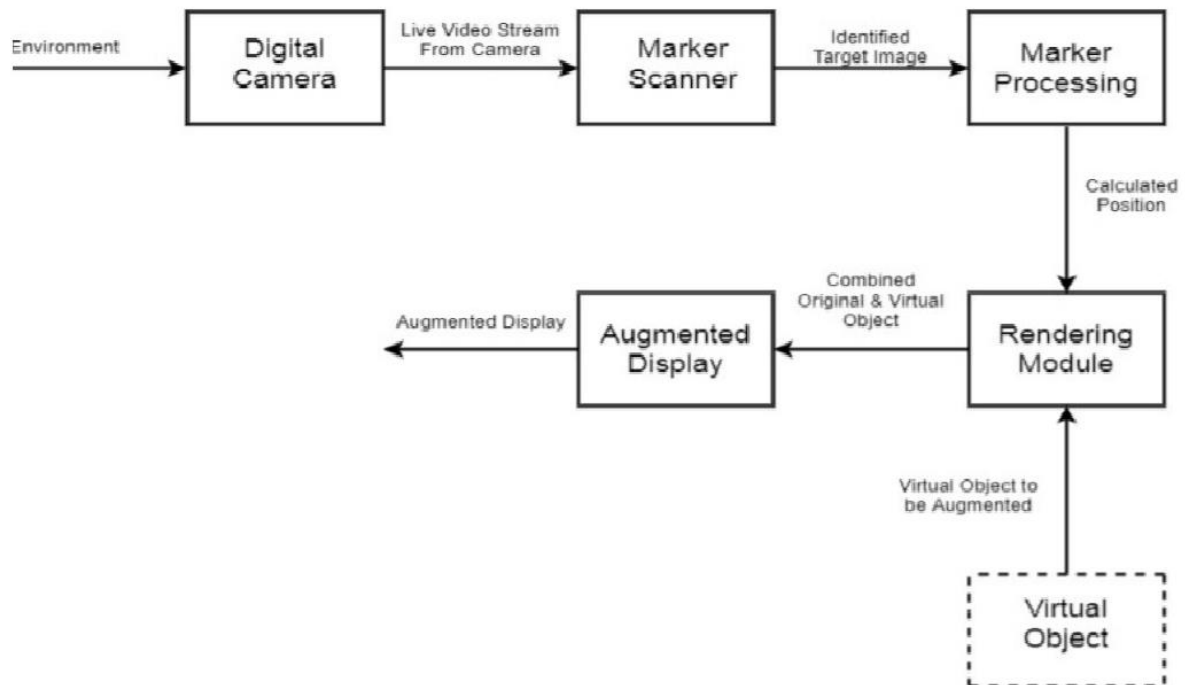 Environment
Digital
Camera
Live Video Stream
From Camera
Marker
Scanner
Identified
Target Image
Marker
Processing
Calculated
Position
Rendering
Module
Combined
Original & Virtual
Object
Augmented
Display
Augmented Display
Virtual Object to
be Augmented
Virtual
Object